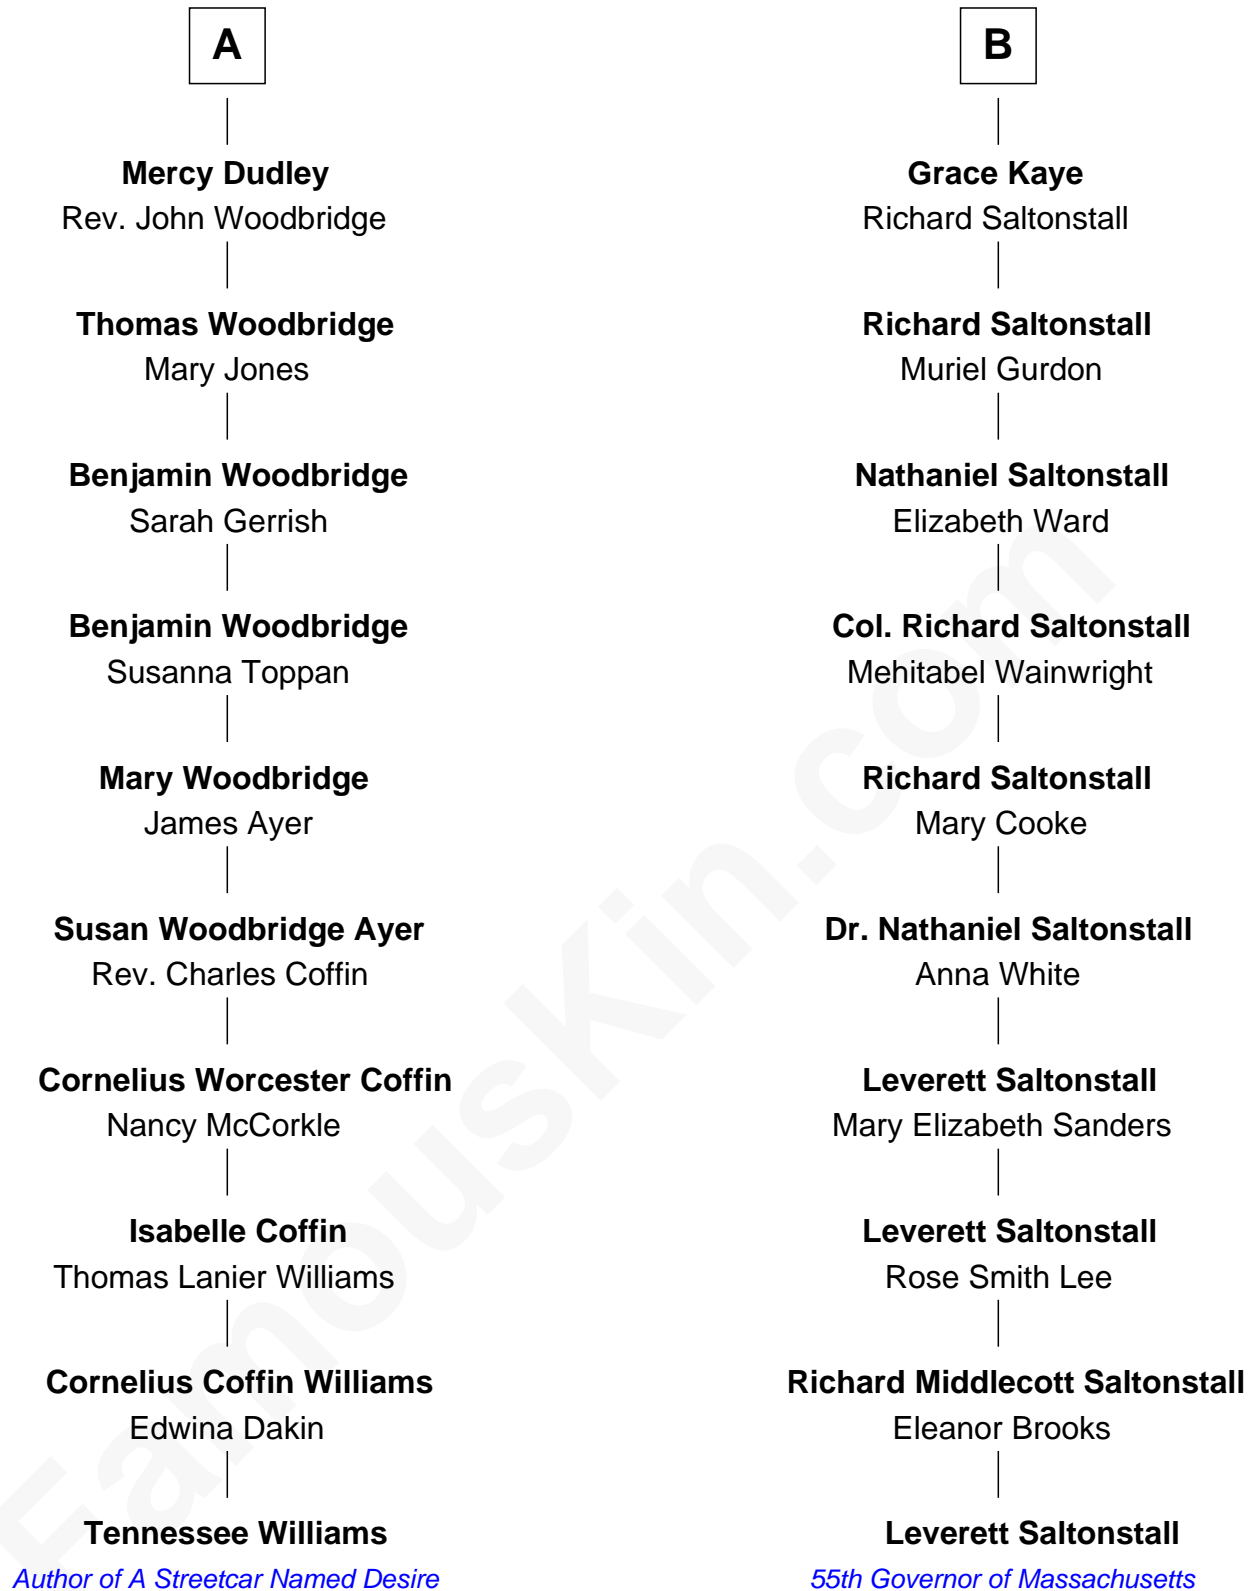 A
Mercy Dudley
Rev. John Woodbridge
Thomas Woodbridge
Mary Jones
Benjamin Woodbridge
Sarah Gerrish
Benjamin Woodbridge
Susanna Toppan
Mary Woodbridge
James Ayer
Susan Woodbridge Ayer
Rev. Charles Coffin
Cornelius Worcester Coffin
Nancy McCorkle
Isabelle Coffin
Thomas Lanier Williams
Cornelius Coffin Williams
Edwina Dakin
Tennessee Williams
Author of A Streetcar Named Desire
B
Grace Kaye
Richard Saltonstall
Richard Saltonstall
Muriel Gurdon
Nathaniel Saltonstall
Elizabeth Ward
Col. Richard Saltonstall
Mehitabel Wainwright
Richard Saltonstall
Mary Cooke
Dr. Nathaniel Saltonstall
Anna White
Leverett Saltonstall
Mary Elizabeth Sanders
Leverett Saltonstall
Rose Smith Lee
Richard Middlecott Saltonstall
Eleanor Brooks
Leverett Saltonstall
55th Governor of Massachusetts
FamousKin.com